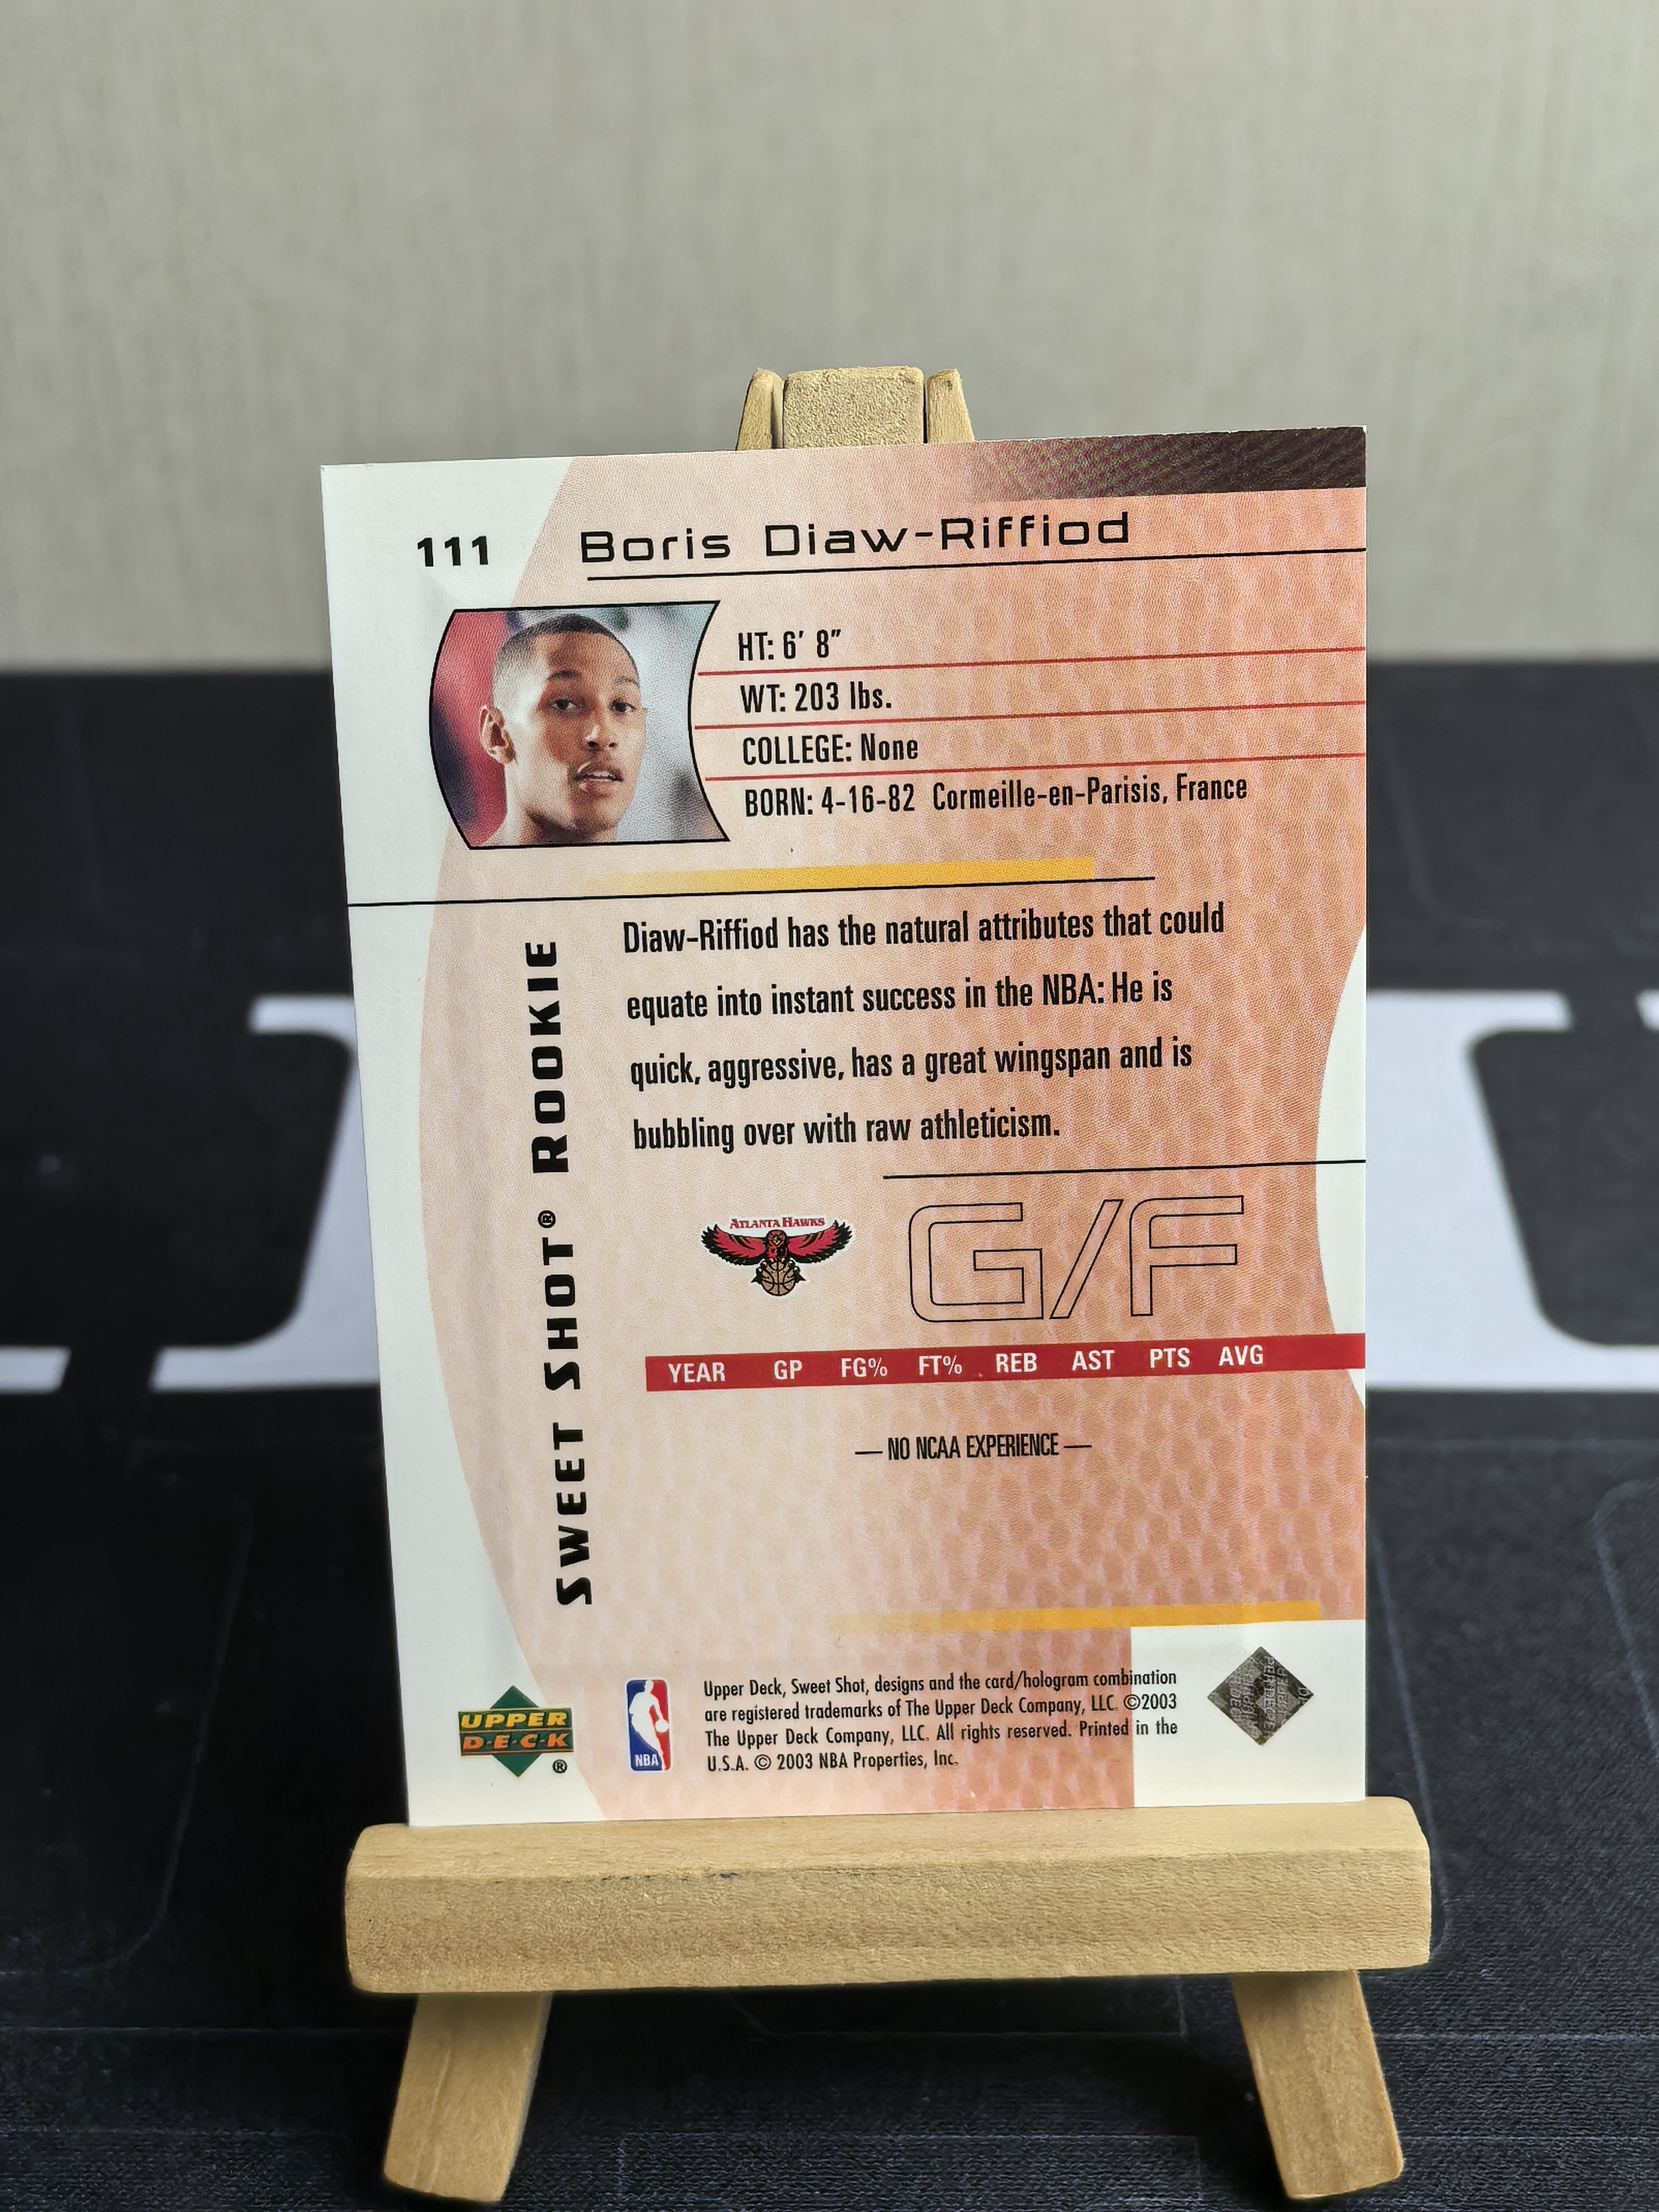 111 Boris Diaw-Riffiod
HT: 6' 8"
WT: 203 lbs.
COLLEGE: None
BORN: 4-16-82 Cormeille-en-Parisis, France
Diaw-Riffiod has the natural attributes that could
equate into instant success in the NBA: He is
quick, aggressive, has a great wingspan and is
bubbling over with raw athleticism.
SWEET SHOT® ROOKIE
ATLANTA HAWKS
G/F
YEAR GP FG% FT% REB AST PTS AVG
— NO NCAA EXPERIENCE —
UPPER
D·E·C·K
®
NBA
Upper Deck, Sweet Shot, designs and the card/hologram combination
are registered trademarks of The Upper Deck Company, LLC. ©2003
The Upper Deck Company, LLC. All rights reserved. Printed in the
U.S.A. © 2003 NBA Properties, Inc.